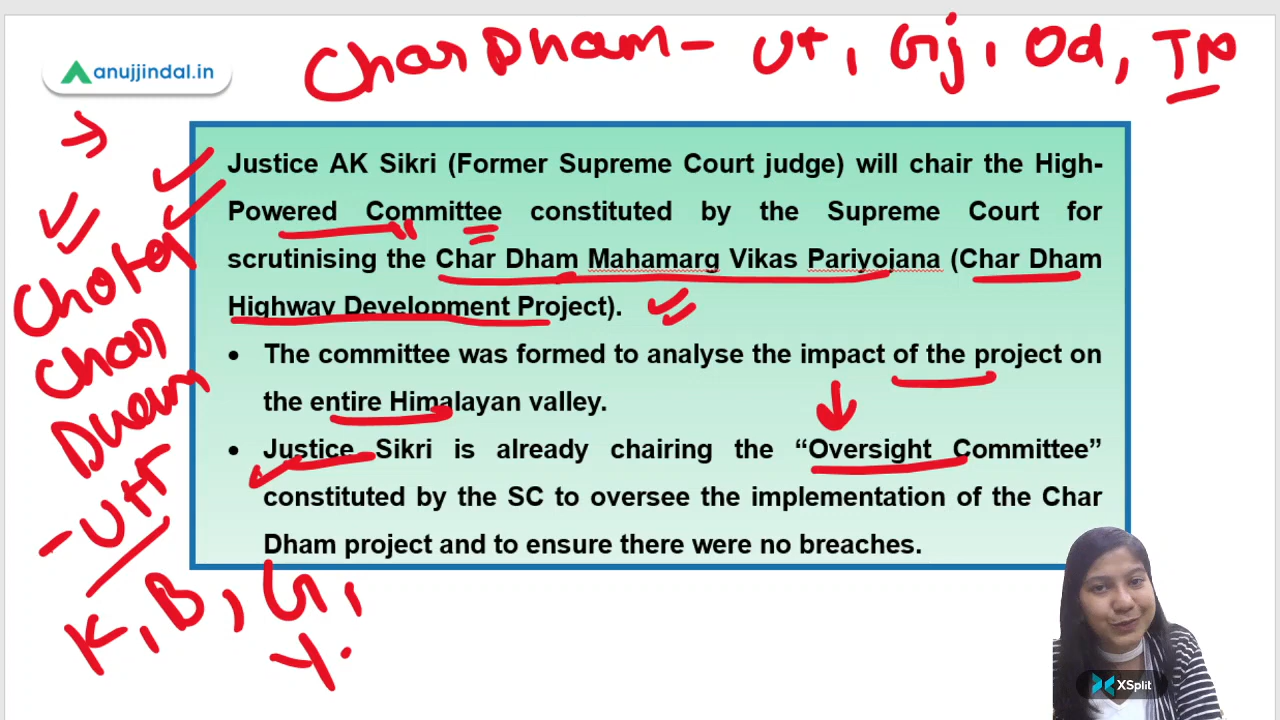 Char Dham - Ut, Gj, Od, TN
anujjindal.in
Justice AK Sikri (Former Supreme Court judge) will chair the High-
Powered Committee constituted by the Supreme Court for
scrutinising the Char Dham Mahamarg Vikas Pariyojana (Char Dham
Highway Development Project).
• The committee was formed to analyse the impact of the project on
the entire Himalayan valley.
• Justice Sikri is already chairing the “Oversight Committee”
constituted by the SC to oversee the implementation of the Char
Dham project and to ensure there were no breaches.
Chota
Char
Dham
- Utt
K, B, G,
Y.
XSplit